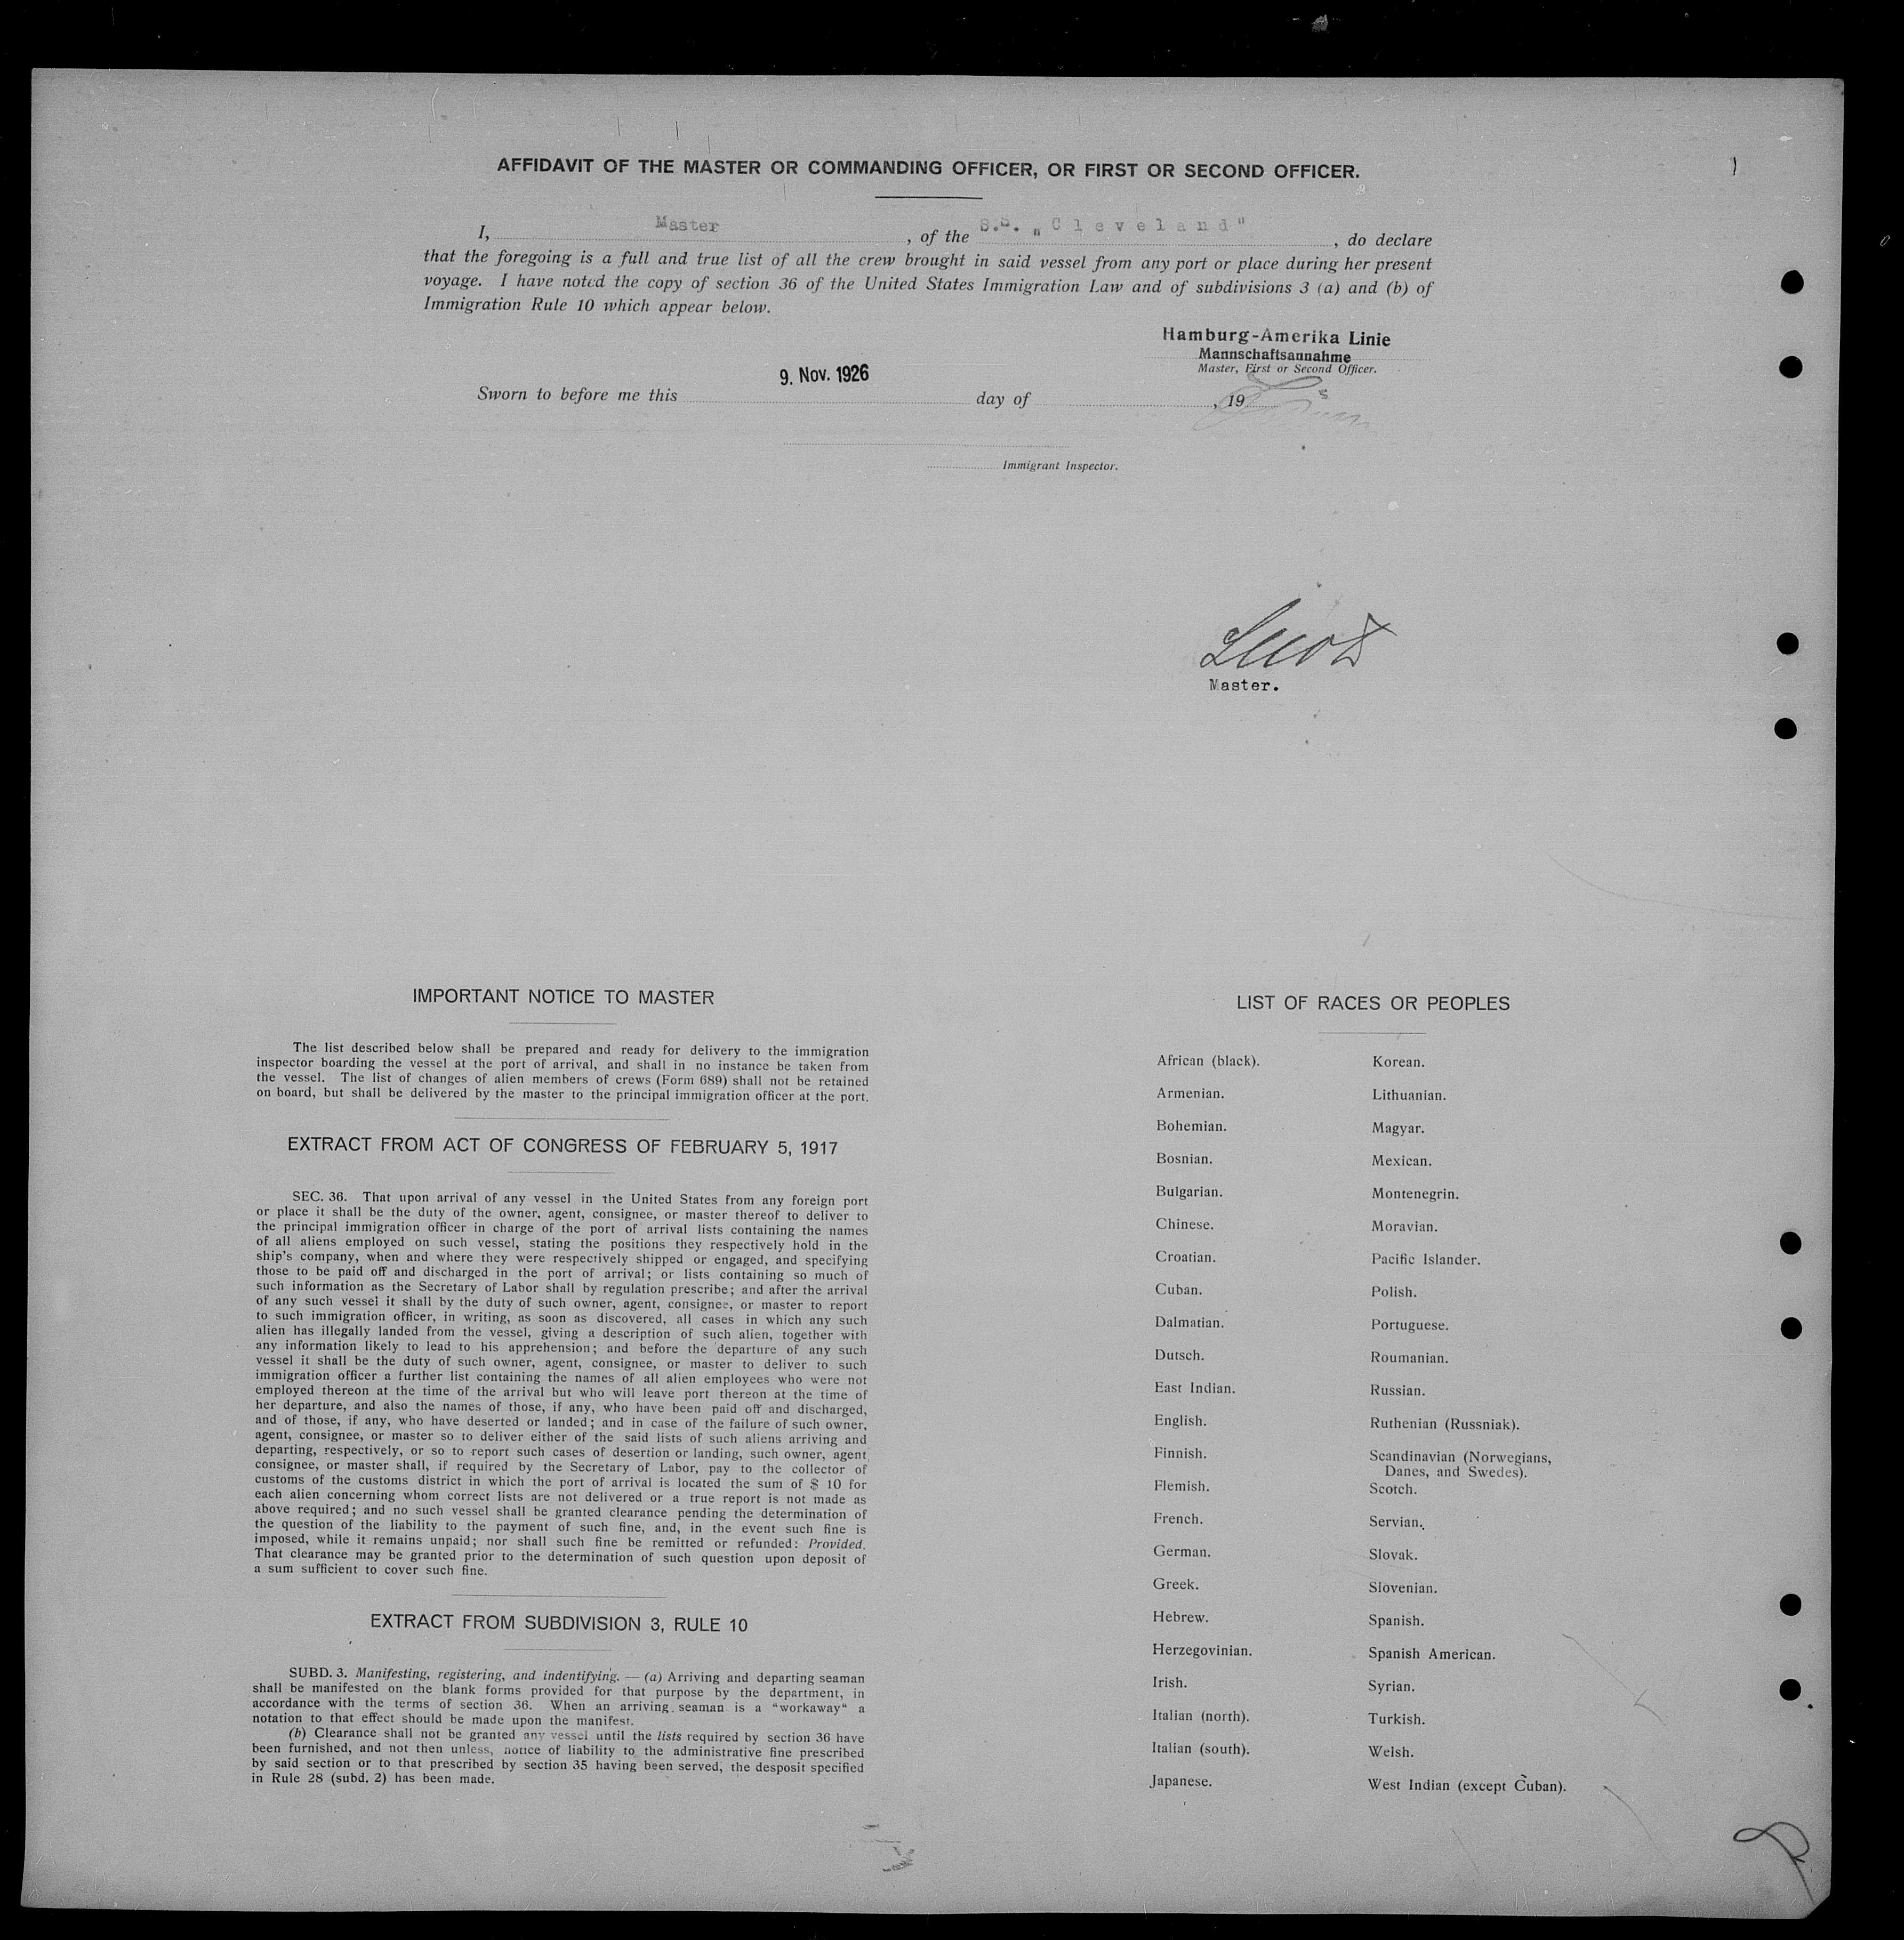 AFFIDAVIT OF THE MASTER OR COMMANDING OFFICER, OR FIRST OR SECOND OFFICER.
I, Master , of the S.S. „Cleveland" , do declare
that the foregoing is a full and true list of all the crew brought in said vessel from any port or place during her present
voyage. I have noted the copy of section 36 of the United States Immigration Law and of subdivisions 3 (a) and (b) of
Immigration Rule 10 which appear below.
Hamburg-Amerika Linie
Mannschaftsannahme
Master, First or Second Officer.
9. Nov. 1926
Sworn to before me this day of , 19
Immigrant Inspector.
Master.
IMPORTANT NOTICE TO MASTER
The list described below shall be prepared and ready for delivery to the immigration
inspector boarding the vessel at the port of arrival, and shall in no instance be taken from
the vessel. The list of changes of alien members of crews (Form 689) shall not be retained
on board, but shall be delivered by the master to the principal immigration officer at the port.
EXTRACT FROM ACT OF CONGRESS OF FEBRUARY 5, 1917
SEC. 36. That upon arrival of any vessel in the United States from any foreign port
or place it shall be the duty of the owner, agent, consignee, or master thereof to deliver to
the principal immigration officer in charge of the port of arrival lists containing the names
of all aliens employed on such vessel, stating the positions they respectively hold in the
ship's company, when and where they were respectively shipped or engaged, and specifying
those to be paid off and discharged in the port of arrival; or lists containing so much of
such information as the Secretary of Labor shall by regulation prescribe; and after the arrival
of any such vessel it shall by the duty of such owner, agent, consignee, or master to report
to such immigration officer, in writing, as soon as discovered, all cases in which any such
alien has illegally landed from the vessel, giving a description of such alien, together with
any information likely to lead to his apprehension; and before the departure of any such
vessel it shall be the duty of such owner, agent, consignee, or master to deliver to such
immigration officer a further list containing the names of all alien employees who were not
employed thereon at the time of the arrival but who will leave port thereon at the time of
her departure, and also the names of those, if any, who have been paid off and discharged,
and of those, if any, who have deserted or landed; and in case of the failure of such owner,
agent, consignee, or master so to deliver either of the said lists of such aliens arriving and
departing, respectively, or so to report such cases of desertion or landing, such owner, agent
consignee, or master shall, if required by the Secretary of Labor, pay to the collector of
customs of the customs district in which the port of arrival is located the sum of $ 10 for
each alien concerning whom correct lists are not delivered or a true report is not made as
above required; and no such vessel shall be granted clearance pending the determination of
the question of the liability to the payment of such fine, and, in the event such fine is
imposed, while it remains unpaid; nor shall such fine be remitted or refunded: Provided.
That clearance may be granted prior to the determination of such question upon deposit of
a sum sufficient to cover such fine.
EXTRACT FROM SUBDIVISION 3, RULE 10
SUBD. 3. Manifesting, registering, and indentifying. — (a) Arriving and departing seaman
shall be manifested on the blank forms provided for that purpose by the department, in
accordance with the terms of section 36. When an arriving seaman is a “workaway“ a
notation to that effect should be made upon the manifest.
(b) Clearance shall not be granted any vessel until the lists required by section 36 have
been furnished, and not then unless, notice of liability to the administrative fine prescribed
by said section or to that prescribed by section 35 having been served, the desposit specified
in Rule 28 (subd. 2) has been made.
LIST OF RACES OR PEOPLES
African (black).
Armenian.
Bohemian.
Bosnian.
Bulgarian.
Chinese.
Croatian.
Cuban.
Dalmatian.
Dutsch.
East Indian.
English.
Finnish.
Flemish.
French.
German.
Greek.
Hebrew.
Herzegovinian.
Irish.
Italian (north).
Italian (south).
Japanese.
Korean.
Lithuanian.
Magyar.
Mexican.
Montenegrin.
Moravian.
Pacific Islander.
Polish.
Portuguese.
Roumanian.
Russian.
Ruthenian (Russniak).
Scandinavian (Norwegians,
Danes, and Swedes).
Scotch.
Servian.
Slovak.
Slovenian.
Spanish.
Spanish American.
Syrian.
Turkish.
Welsh.
West Indian (except Cuban).